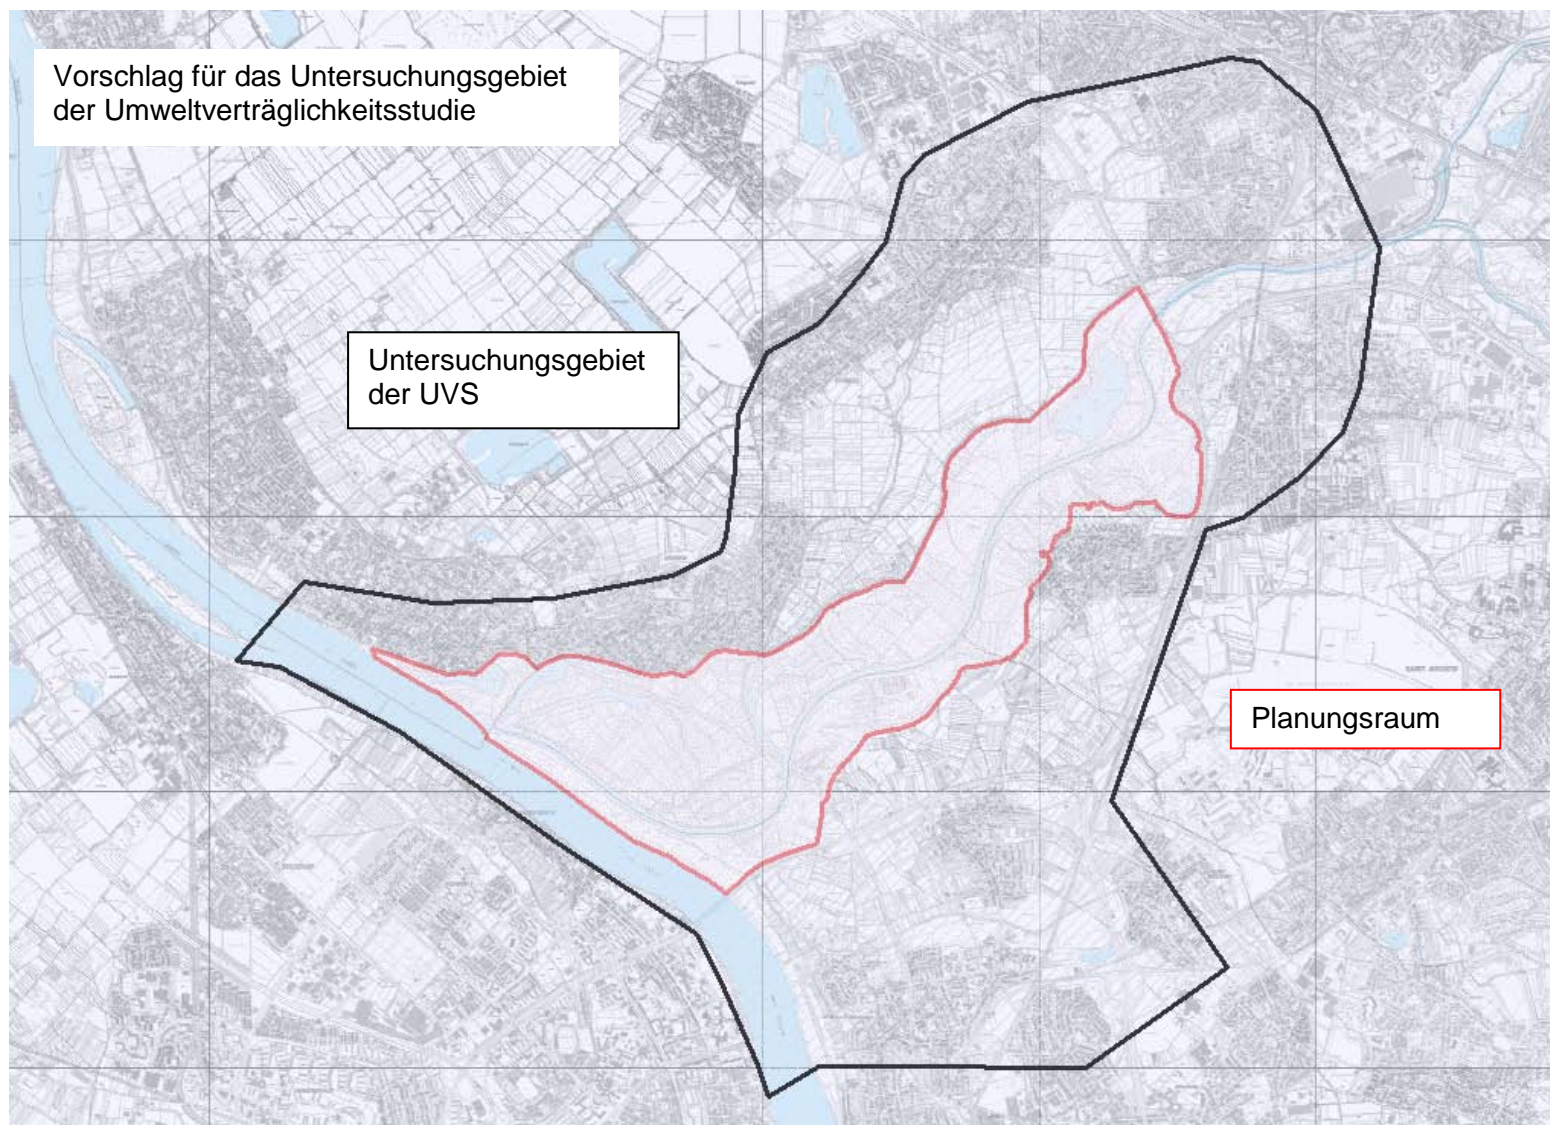 Vorschlag für das Untersuchungsgebiet
der Umweltverträglichkeitsstudie
Untersuchungsgebiet
der UVS
Planungsraum